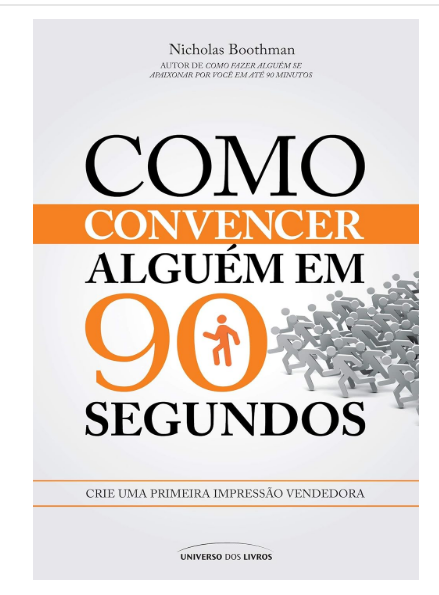 Nicholas Boothman
AUTOR DE COMO FAZER ALGUÉM SE
APAIXONAR POR VOCÊ EM ATÉ 90 MINUTOS
COMO
CONVENCER
ALGUÉM EM
90
SEGUNDOS
CRIE UMA PRIMEIRA IMPRESSÃO VENDEDORA
UNIVERSO DOS LIVROS